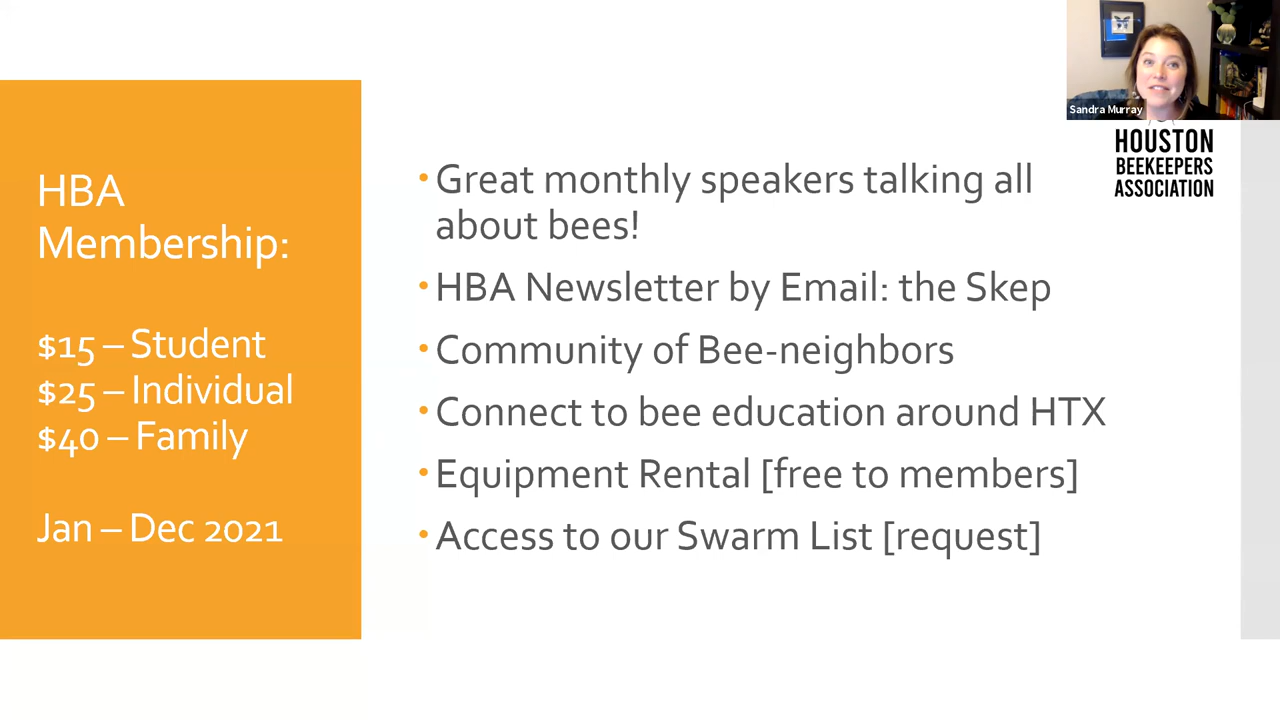 HBA
Membership:
$15 – Student
$25 – Individual
$40 – Family
Jan – Dec 2021
• Great monthly speakers talking all
about bees!
• HBA Newsletter by Email: the Skep
• Community of Bee-neighbors
• Connect to bee education around HTX
• Equipment Rental [free to members]
• Access to our Swarm List [request]
Sandra Murray
HOUSTON
BEEKEEPERS
ASSOCIATION